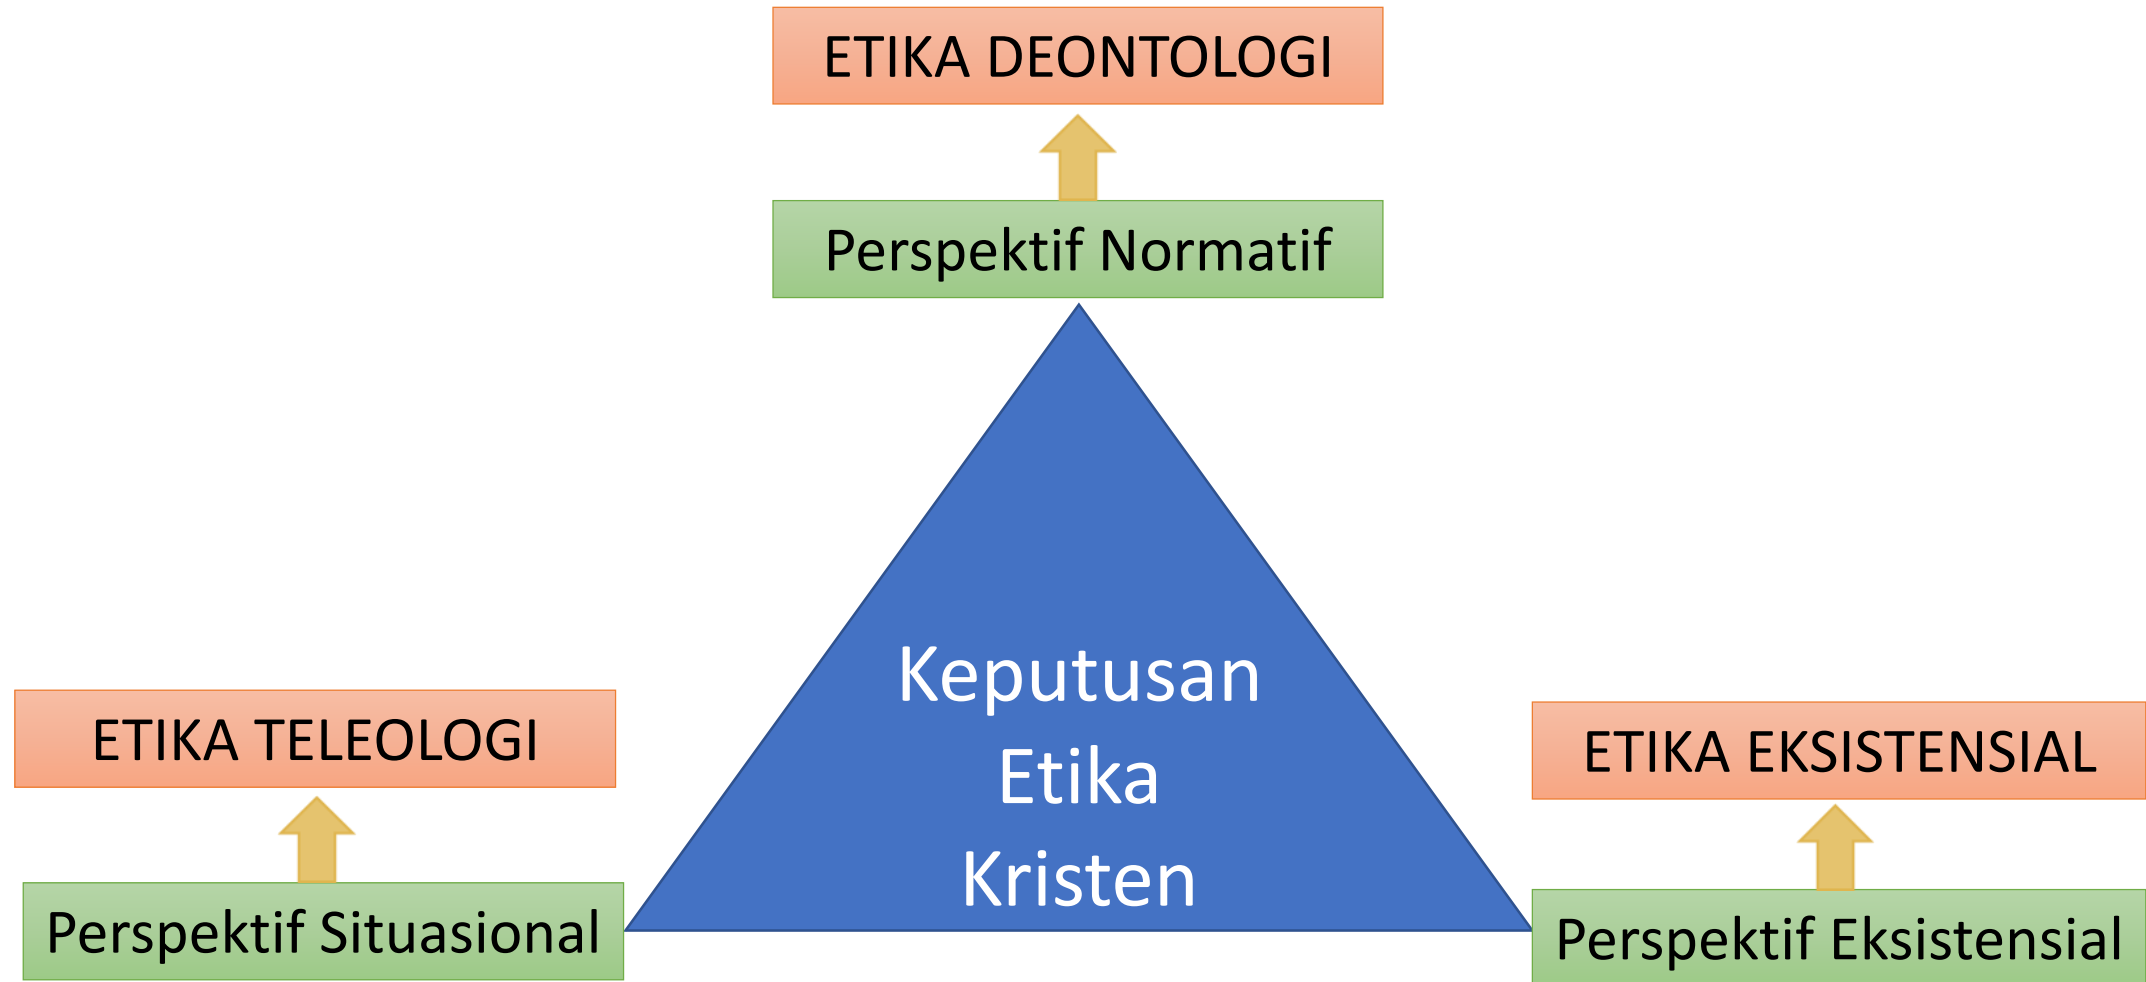 ETIKA DEONTOLOGI
Perspektif Normatif
Keputusan
Etika
Kristen
ETIKA TELEOLOGI
Perspektif Situasional
ETIKA EKSISTENSIAL
Perspektif Eksistensial